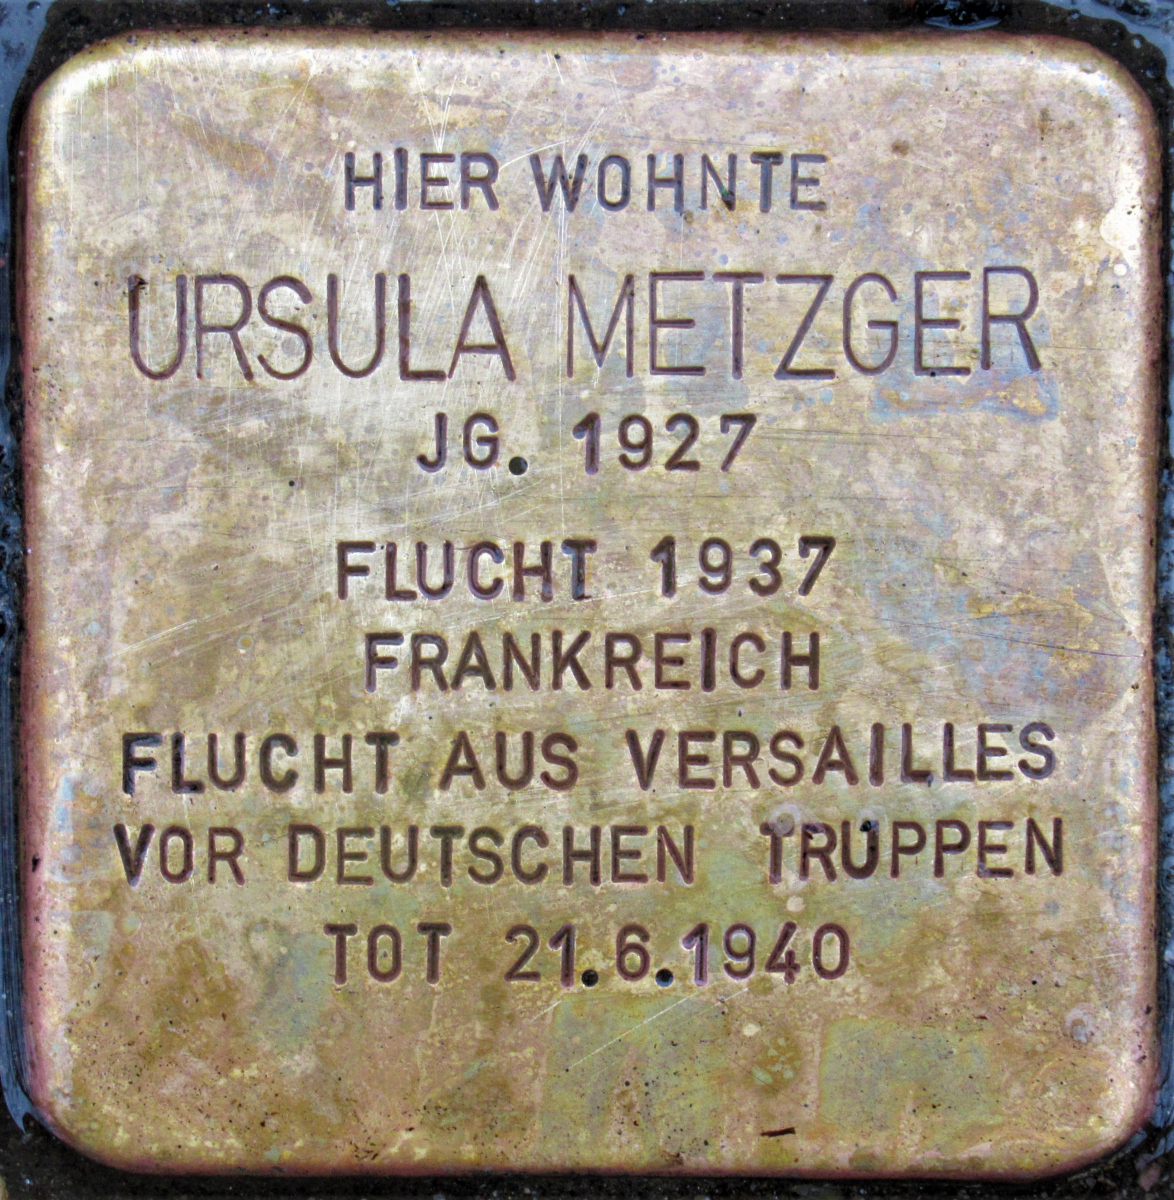 HIER WOHNTE
URSULA METZGER
JG. 1927
FLUCHT 1937
FRANKREICH
FLUCHT AUS VERSAILLES
VOR DEUTSCHEN TRUPPEN
TOT 21.6.1940